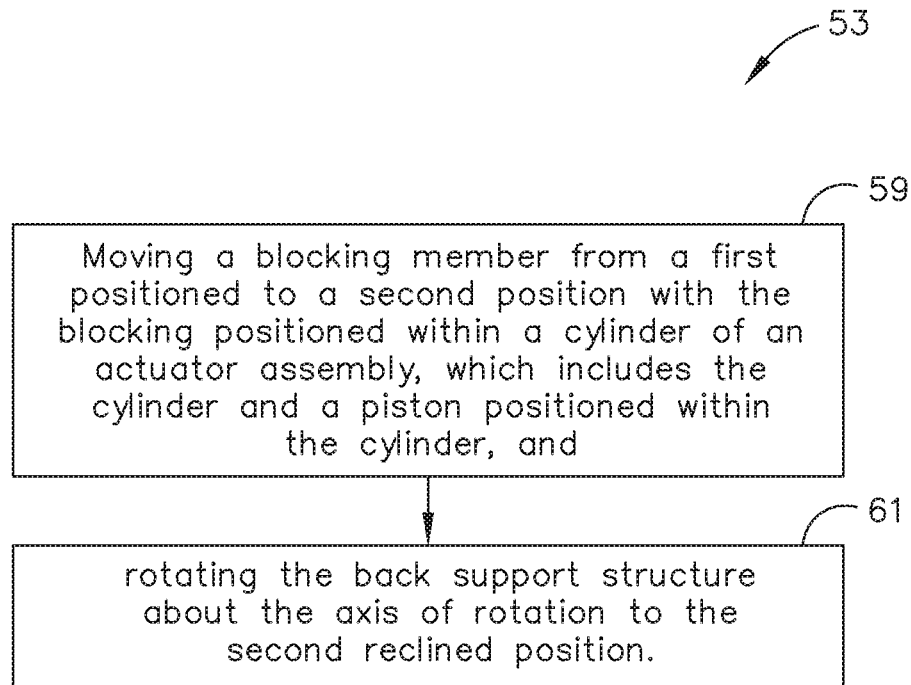 53
59
Moving a blocking member from a first
positioned to a second position with the
blocking positioned within a cylinder of an
actuator assembly, which includes the
cylinder and a piston positioned within
the cylinder, and
61
rotating the back support structure
about the axis of rotation to the
second reclined position.